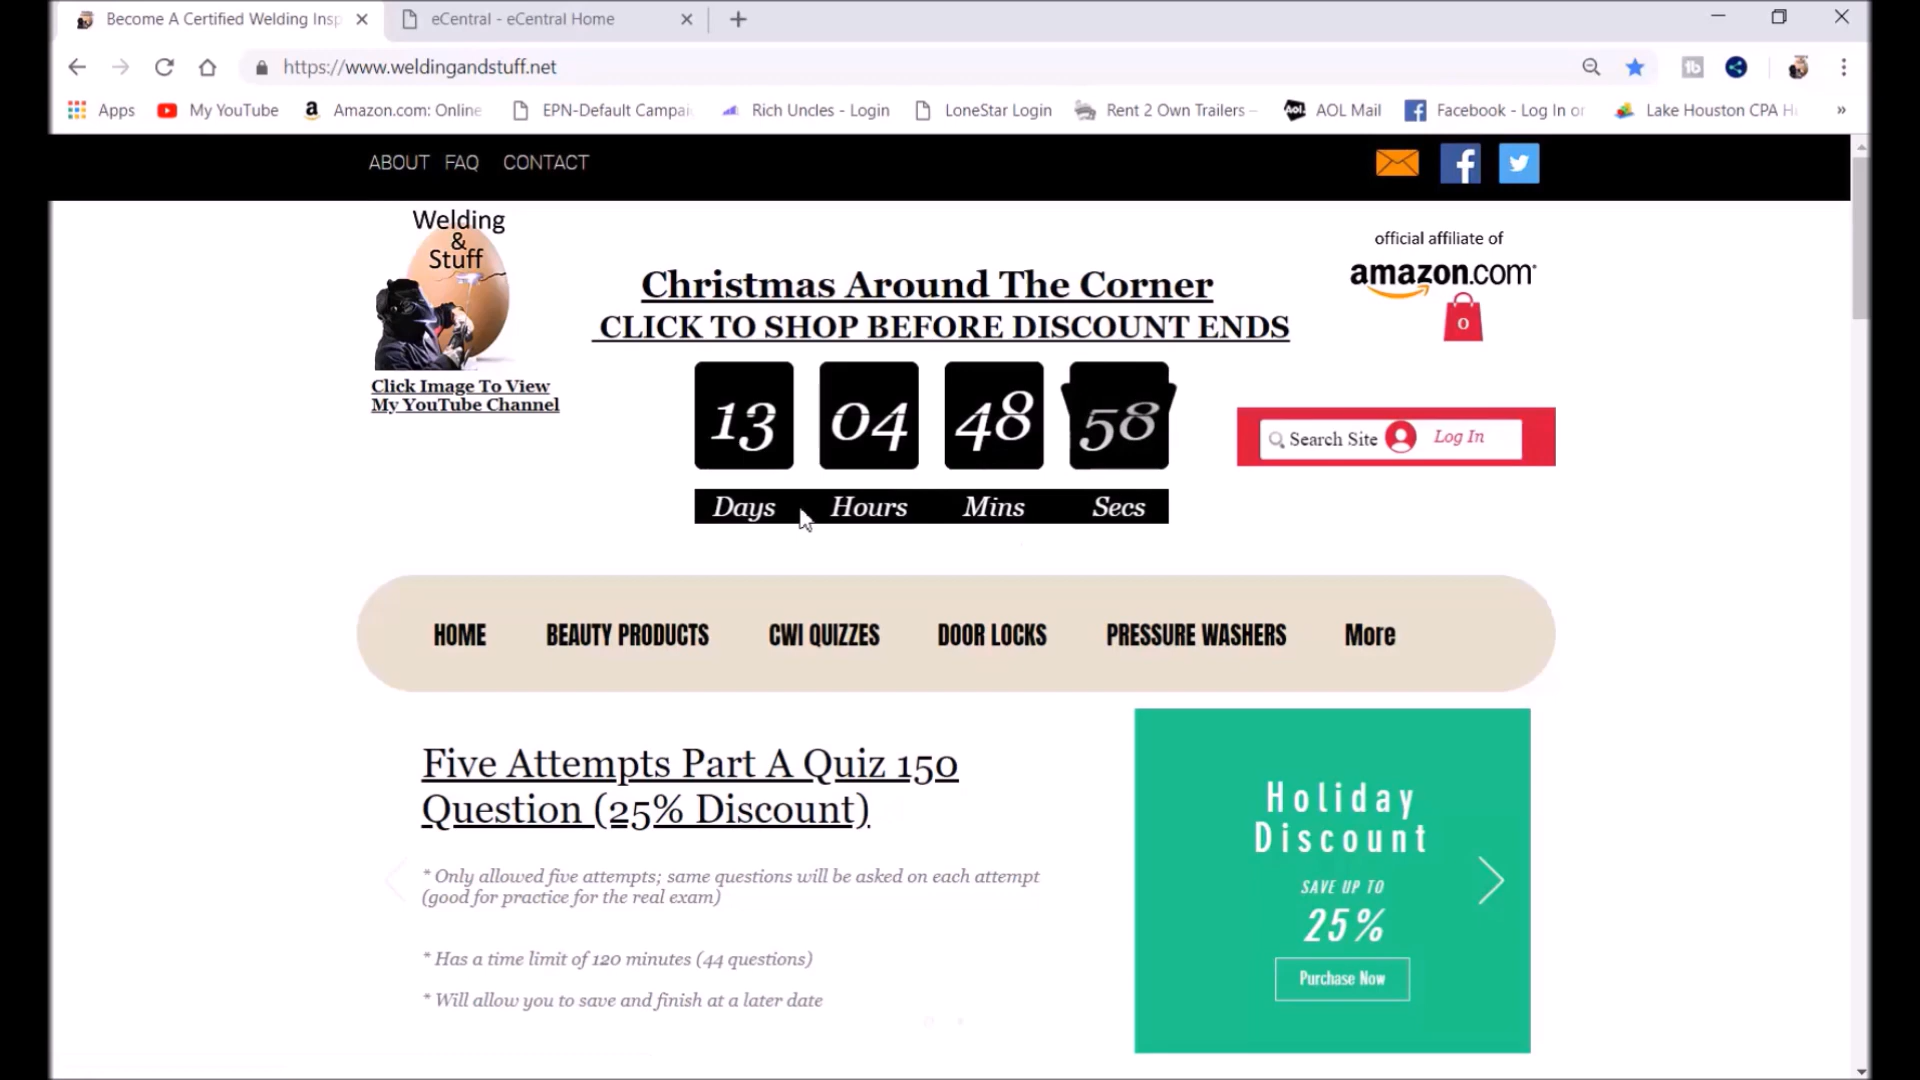 Become A Certified Welding Insp
eCentral - eCentral Home
https://www.weldingandstuff.net
Apps
My YouTube
Amazon.com: Online
EPN-Default Campai
Rich Uncles - Login
LoneStar Login
Rent 2 Own Trailers –
AOL Mail
Facebook - Log In or
Lake Houston CPA H
»
ABOUT FAQ CONTACT
Welding
&
Stuff
Click Image To View
My YouTube Channel
Christmas Around The Corner
CLICK TO SHOP BEFORE DISCOUNT ENDS
13 04 48 58
Days Hours Mins Secs
official affiliate of
amazon.com
0
Search Site Log In
HOME BEAUTY PRODUCTS CWI QUIZZES DOOR LOCKS PRESSURE WASHERS More
Five Attempts Part A Quiz 150
Question (25% Discount)
* Only allowed five attempts; same questions will be asked on each attempt
(good for practice for the real exam)
* Has a time limit of 120 minutes (44 questions)
* Will allow you to save and finish at a later date
Holiday
Discount
SAVE UP TO
25%
Purchase Now